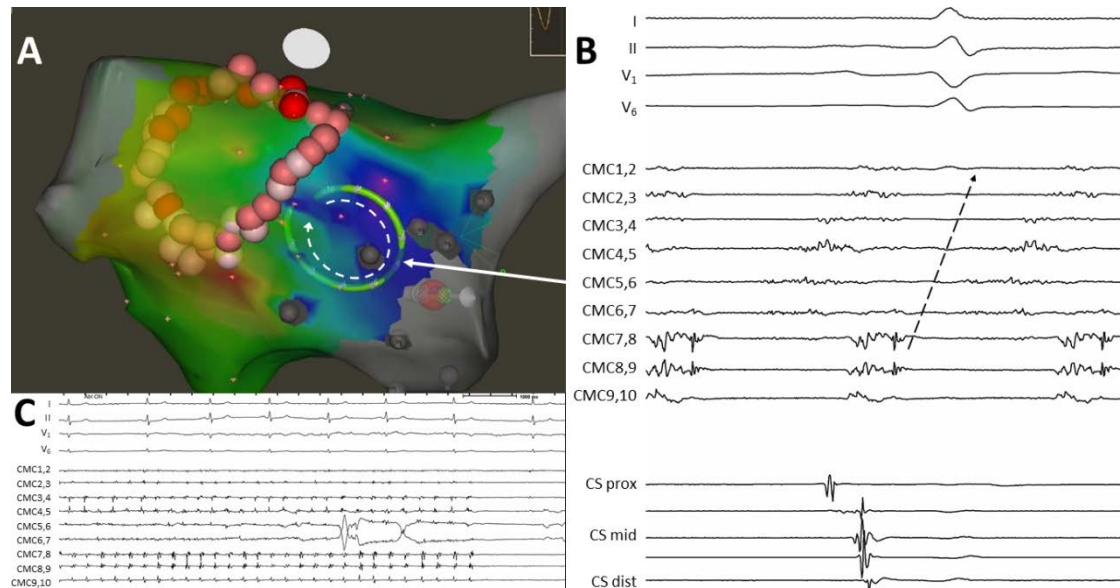 A
B
I
II
V1
V6
CMC1,2
CMC2,3
CMC3,4
CMC4,5
CMC5,6
CMC6,7
CMC7,8
CMC8,9
CMC9,10
CS prox
CS mid
CS dist
C
I
II
V1
V6
CMC1,2
CMC2,3
CMC3,4
CMC4,5
CMC5,6
CMC6,7
CMC7,8
CMC8,9
CMC9,10